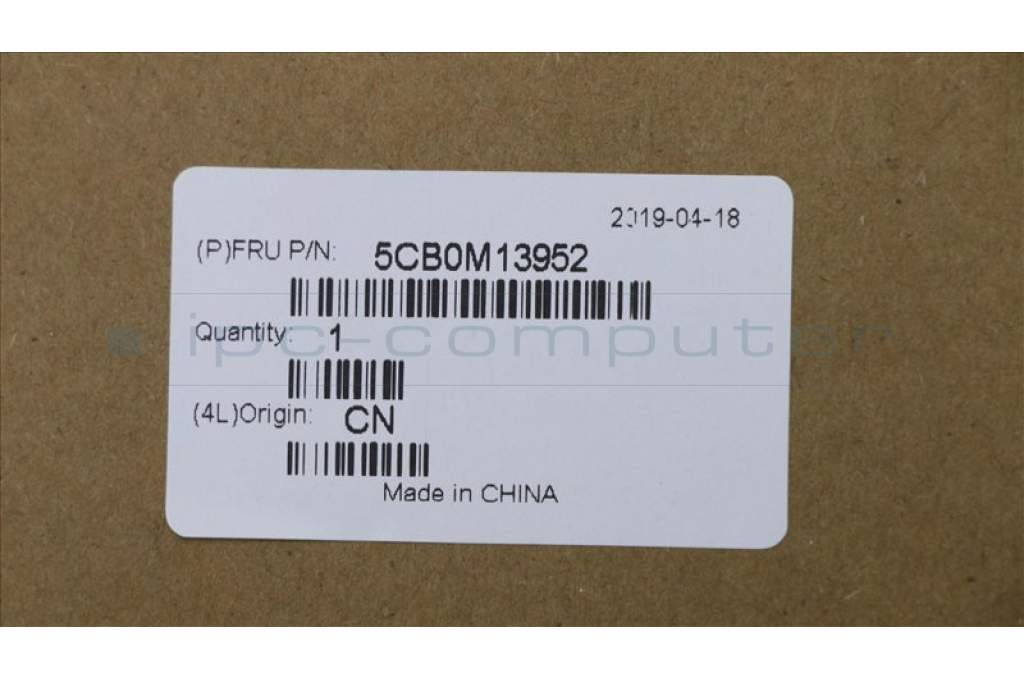 2019-04-18
(P)FRU P/N: 5CB0M13952
Quantity: 1
ipc-computer
(4L)Origin: CN
Made in CHINA